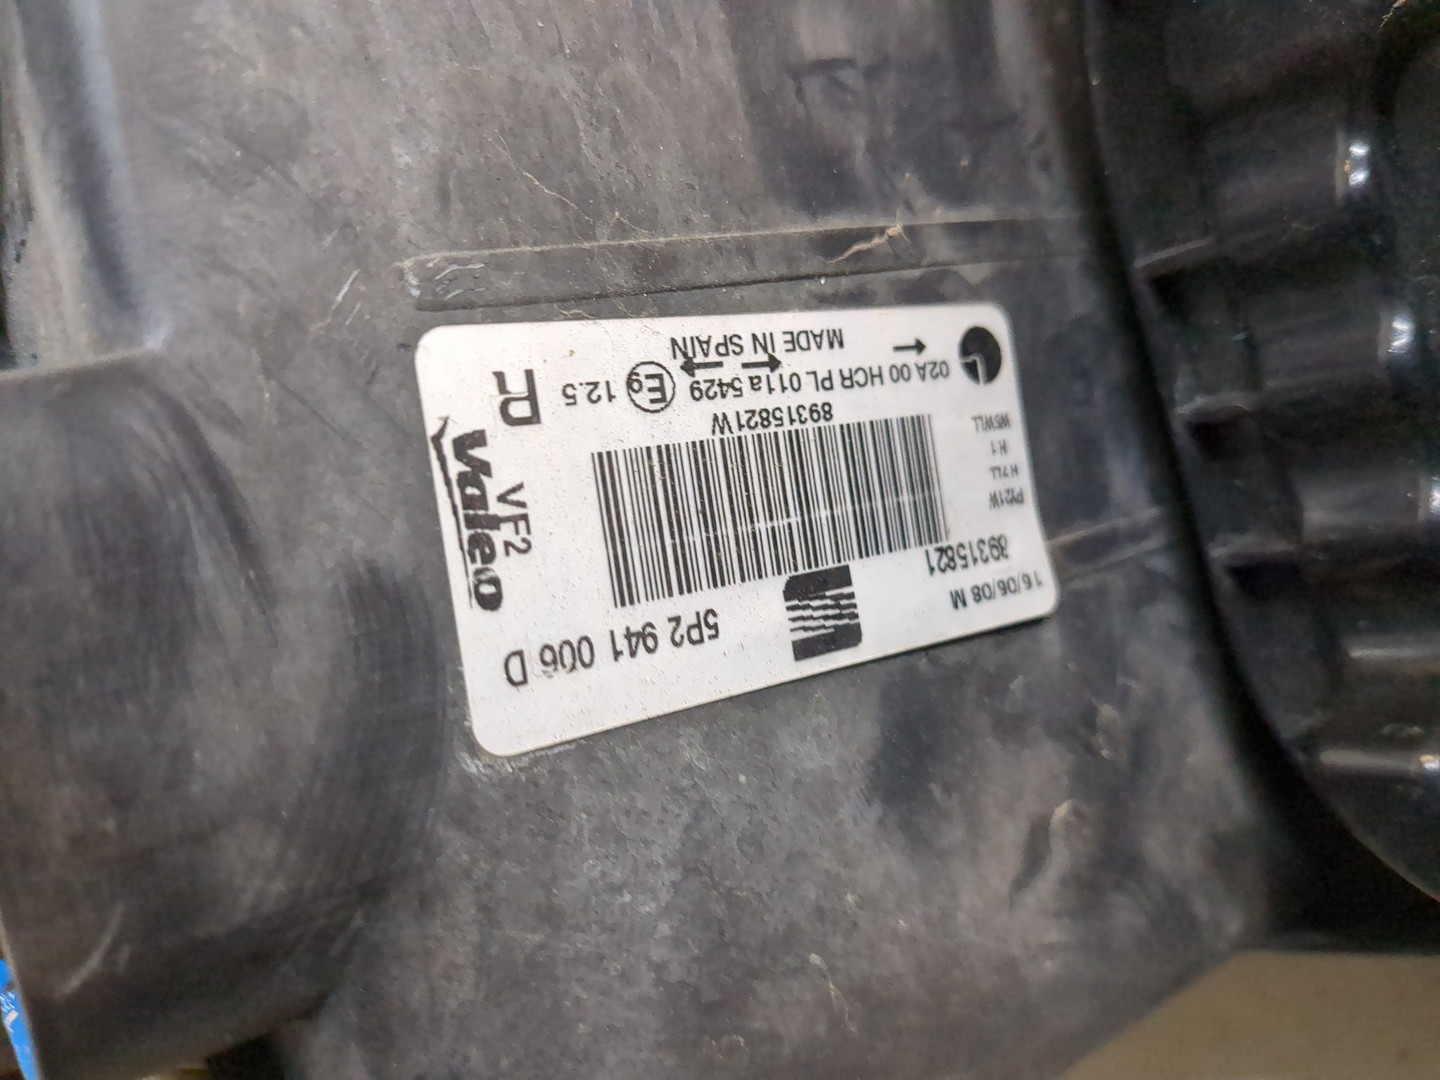 16/06/08 M
89315821
5P2 941 006 D
PY21W
H7LL
H1
W5WLL
VF2
Valeo
89315821W
02A 00 HCR PL 011a 5429 E9 12.5
R
MADE IN SPAIN